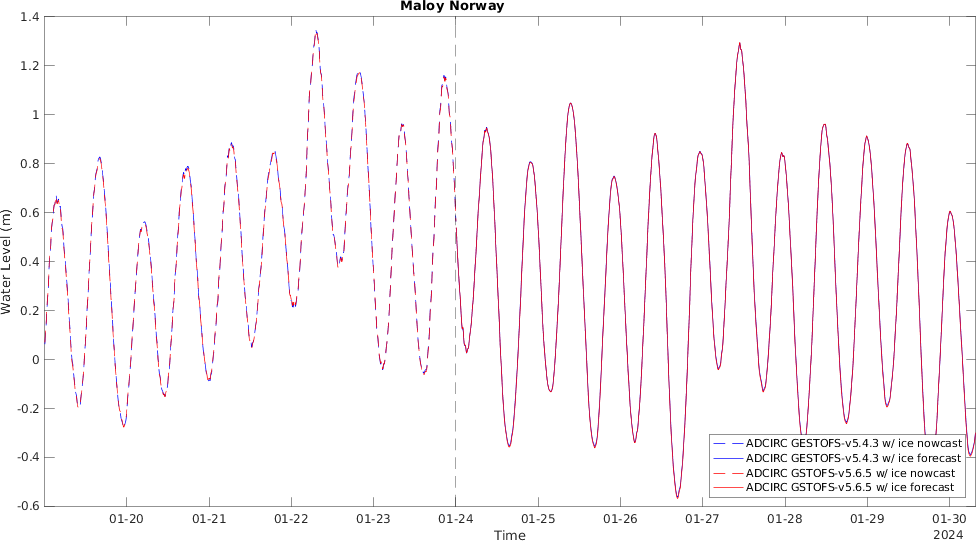 Maloy Norway
1.4
1.2
1
0.8
0.6
0.4
0.2
0
-0.2
-0.4
-0.6
Water Level (m)
ADCIRC GESTOFS-v5.4.3 w/ ice nowcast
ADCIRC GESTOFS-v5.4.3 w/ ice forecast
ADCIRC GSTOFS-v5.6.5 w/ ice nowcast
ADCIRC GSTOFS-v5.6.5 w/ ice forecast
01-20 01-21 01-22 01-23 01-24 01-25 01-26 01-27 01-28 01-29 01-30
Time
2024